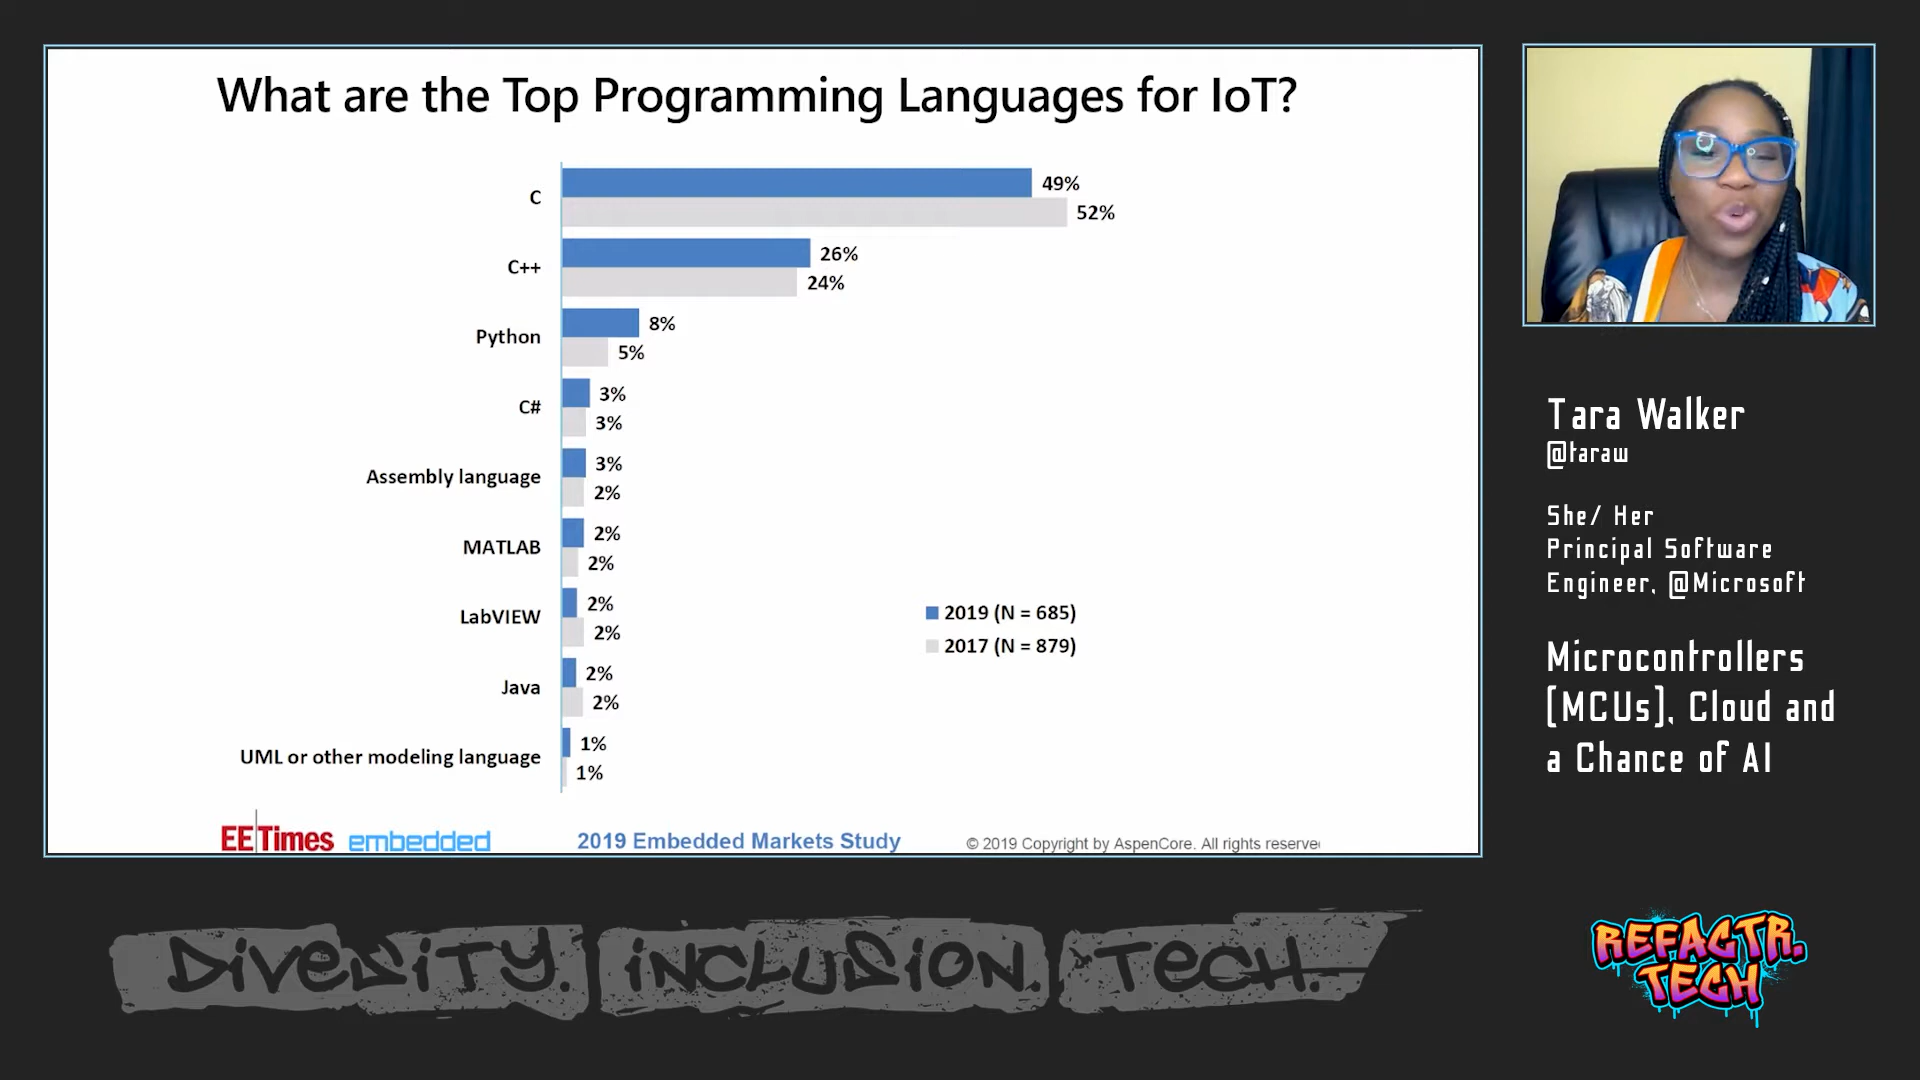 What are the Top Programming Languages for IoT?
C
49%
52%
C++
26%
24%
Python
8%
5%
C#
3%
3%
Assembly language
3%
2%
MATLAB
2%
2%
LabVIEW
2%
2%
Java
2%
2%
UML or other modeling language
1%
1%
2019 (N = 685)
2017 (N = 879)
EE Times embedded
2019 Embedded Markets Study
© 2019 Copyright by AspenCore. All rights reserve
Tara Walker
@taraw
She/ Her
Principal Software
Engineer, @Microsoft
Microcontrollers
(MCUs), Cloud and
a Chance of AI
DIVERSITY. INCLUSION. TECH.
REFACTR.
TECH